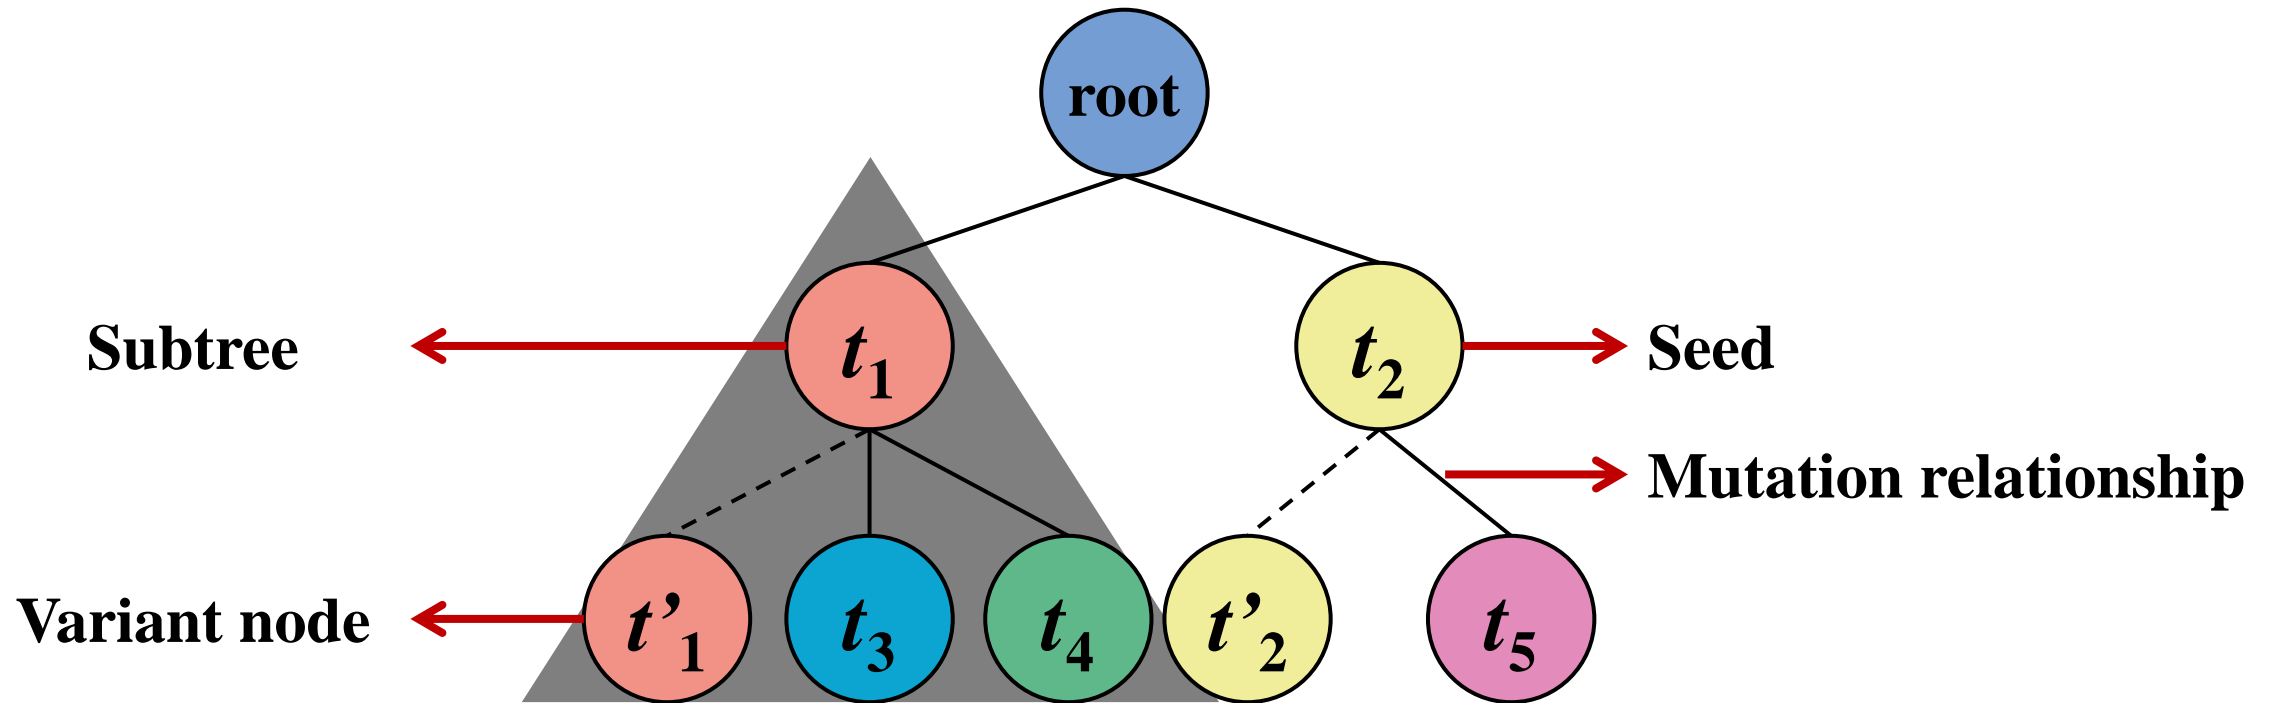 root
Subtree
t1
t2
Seed
Mutation relationship
Variant node
t’1
t3
t4
t’2
t5